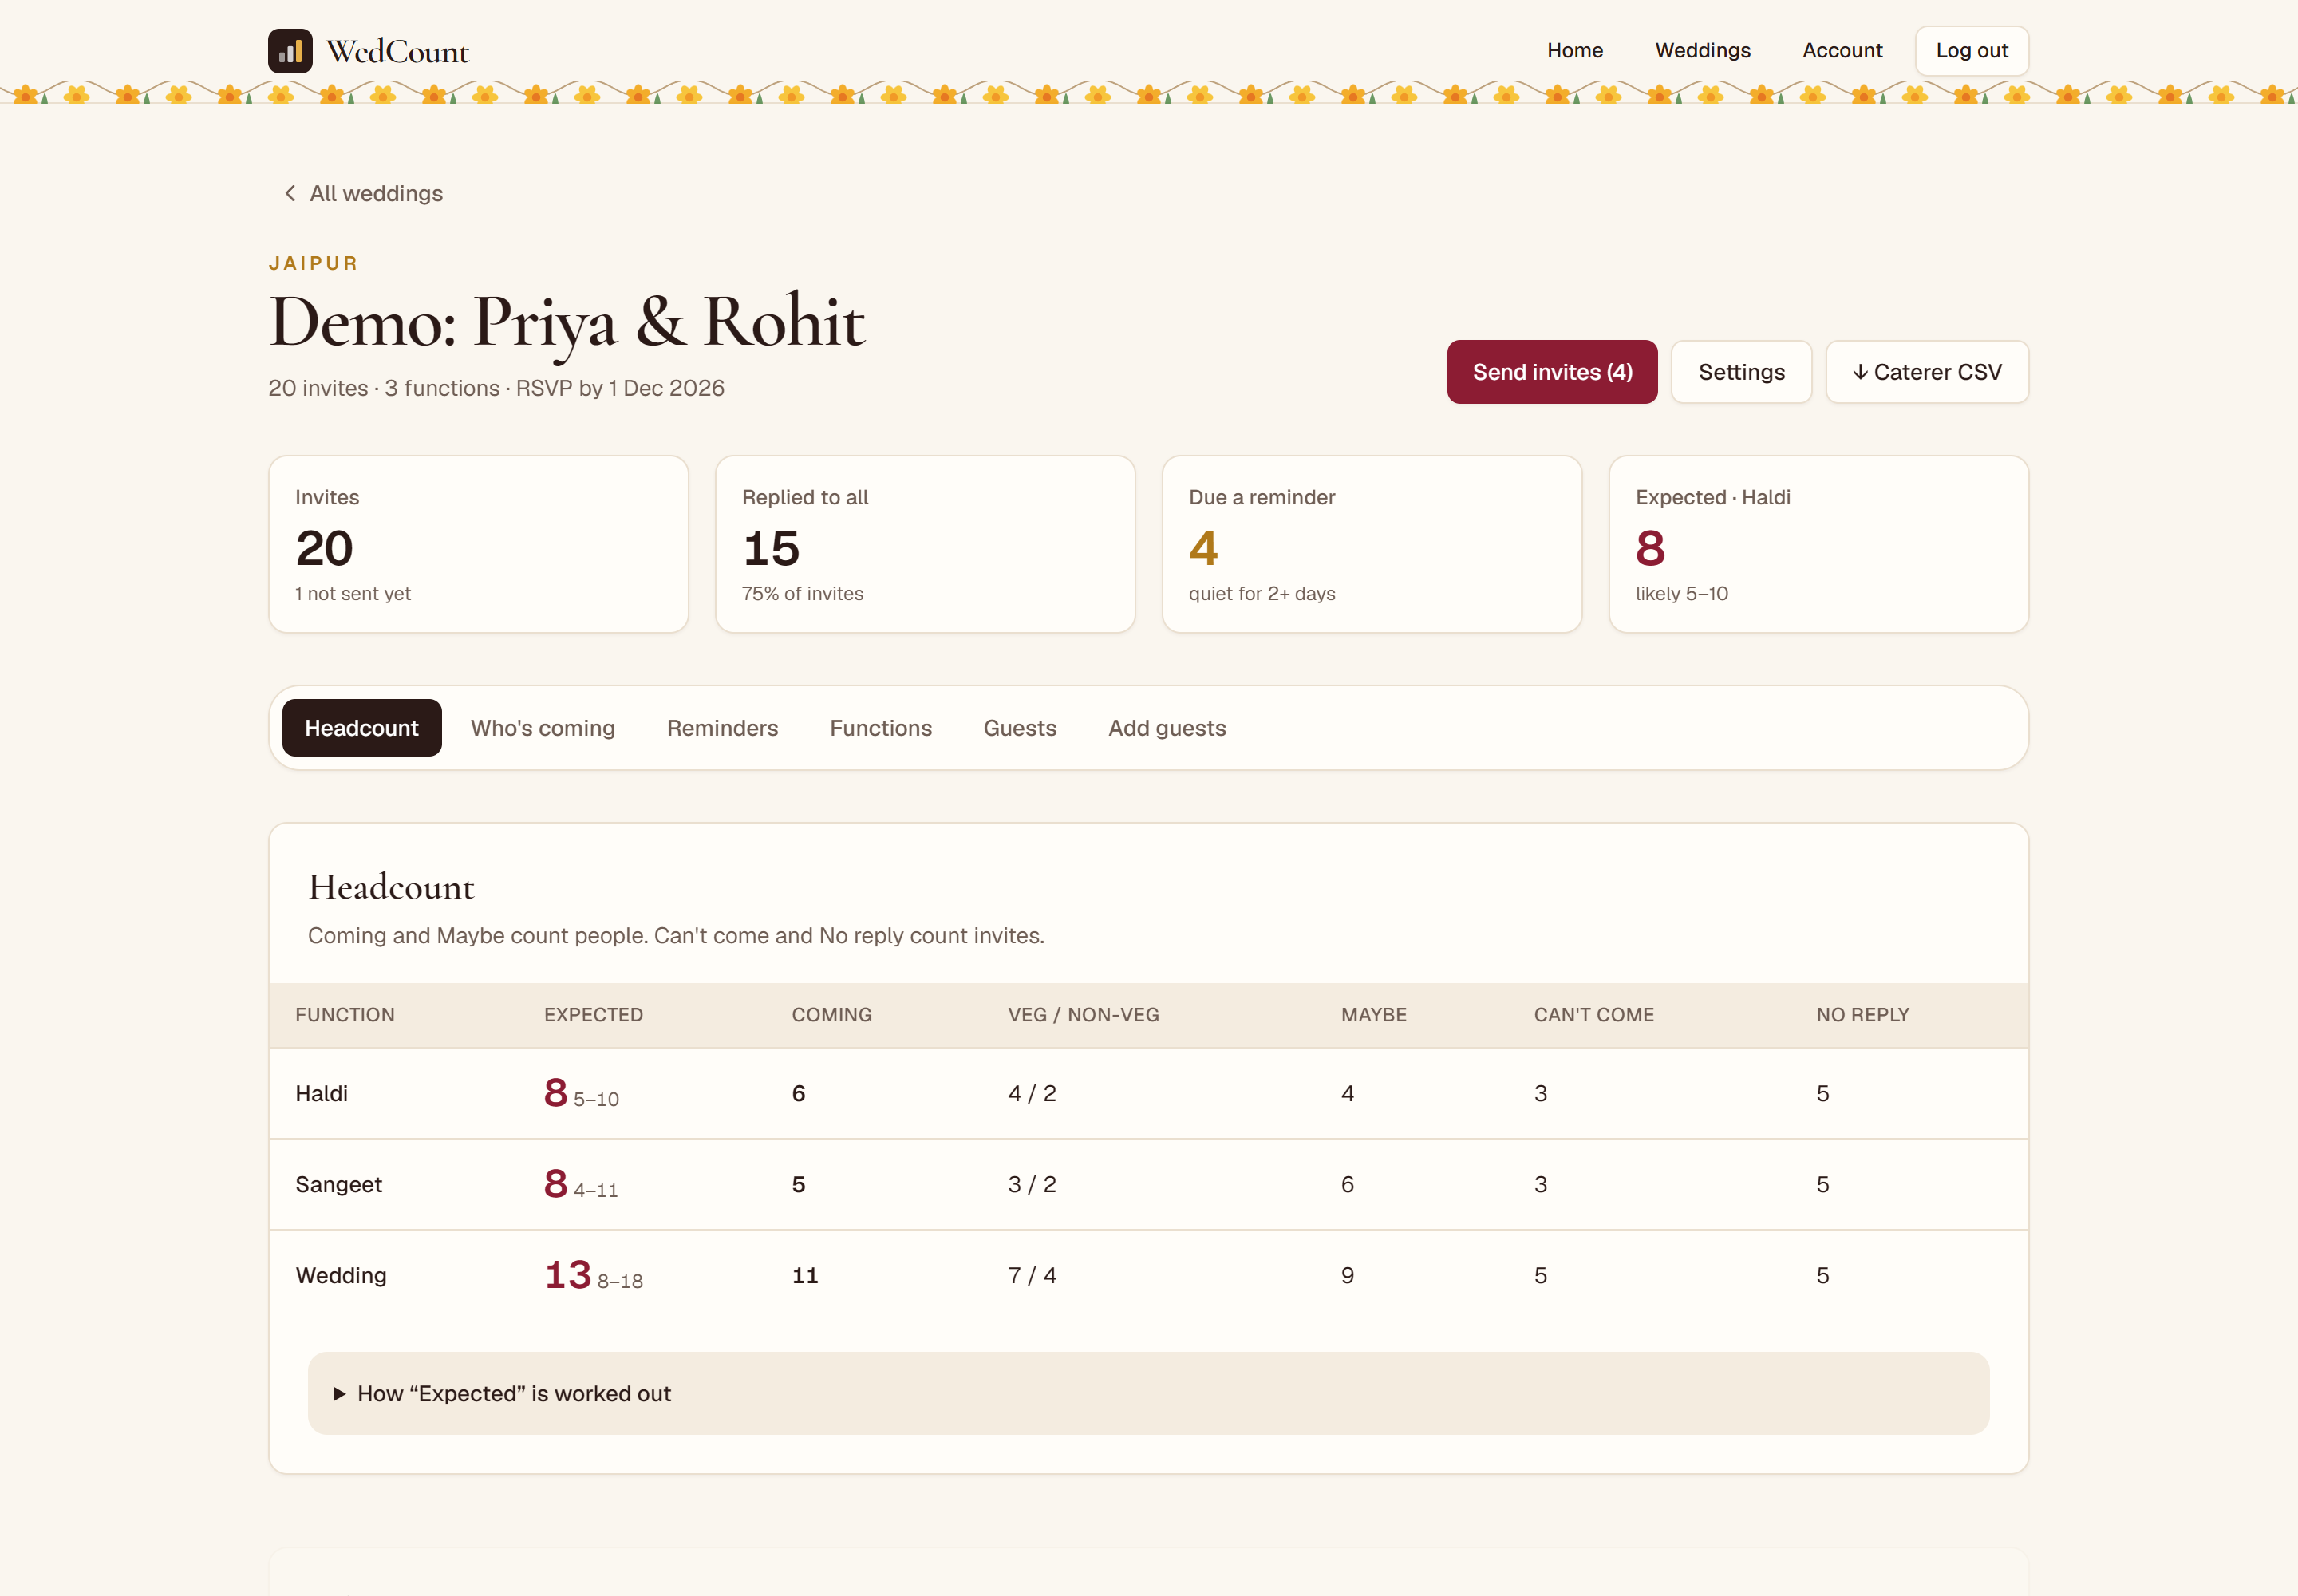 WedCount
Home Weddings Account Log out
All weddings
JAIPUR
Demo: Priya & Rohit
20 invites · 3 functions · RSVP by 1 Dec 2026
Send invites (4) Settings ↓ Caterer CSV
Invites
20
1 not sent yet
Replied to all
15
75% of invites
Due a reminder
4
quiet for 2+ days
Expected · Haldi
8
likely 5–10
Headcount Who's coming Reminders Functions Guests Add guests
Headcount
Coming and Maybe count people. Can't come and No reply count invites.
FUNCTION EXPECTED COMING VEG / NON-VEG MAYBE CAN'T COME NO REPLY
Haldi 8 5–10 6 4 / 2 4 3 5
Sangeet 8 4–11 5 3 / 2 6 3 5
Wedding 13 8–18 11 7 / 4 9 5 5
How “Expected” is worked out